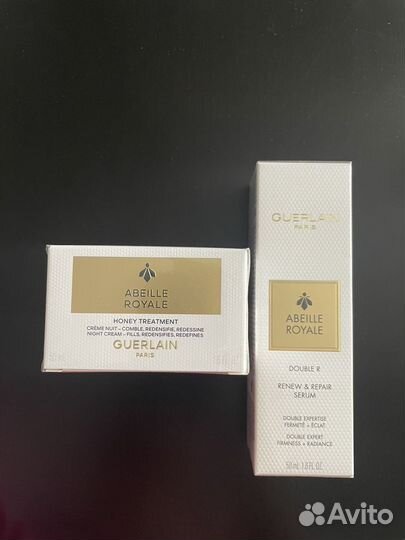 ABEILLE
ROYALE
HONEY TREATMENT
CRÈME NUIT - COMBLE, REDENSIFIE, REDESSINE
NIGHT CREAM - FILLS, REDENSIFIES, REDEFINES
GUERLAIN
PARIS
GUERLAIN
PARIS
ABEILLE
ROYALE
DOUBLE R
RENEW & REPAIR
SERUM
DOUBLE EXPERTISE
FERMETÉ + ÉCLAT
DOUBLE EXPERT
FIRMNESS + RADIANCE
50 mL 1.6 FL.OZ.
Avito